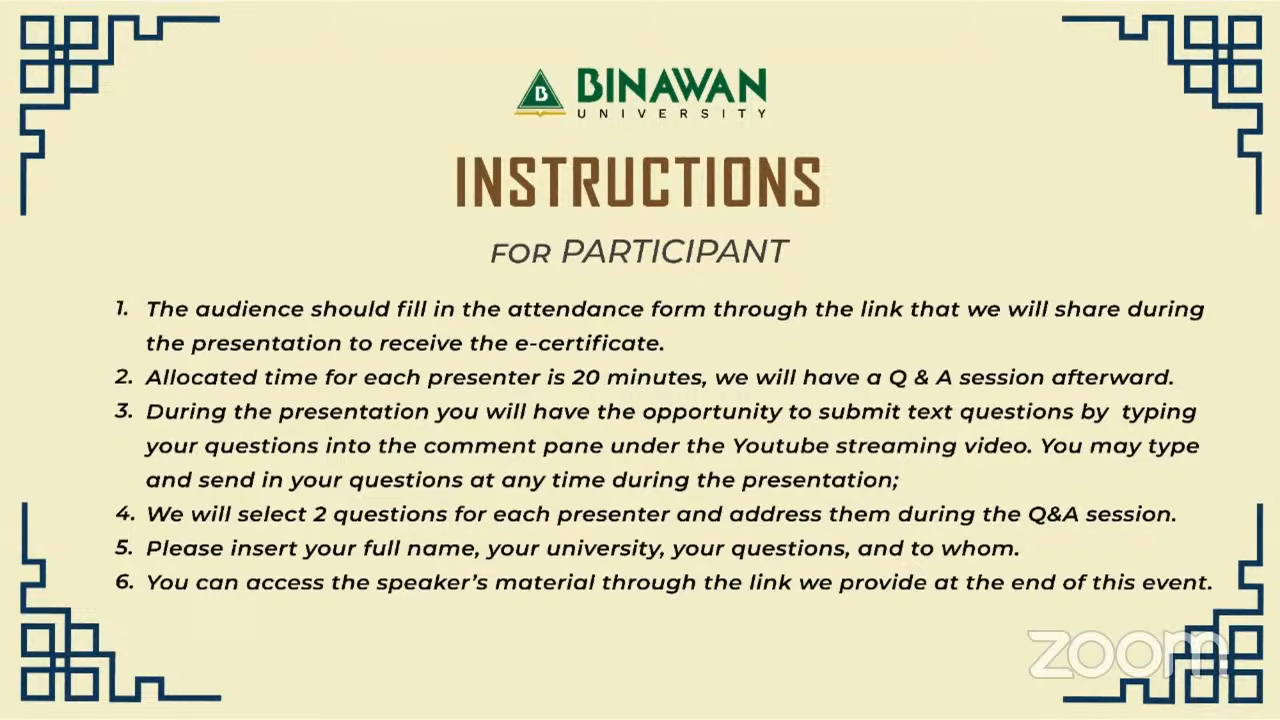 B BINAWAN
UNIVERSITY
INSTRUCTIONS
FOR PARTICIPANT
1. The audience should fill in the attendance form through the link that we will share during
the presentation to receive the e-certificate.
2. Allocated time for each presenter is 20 minutes, we will have a Q & A session afterward.
3. During the presentation you will have the opportunity to submit text questions by typing
your questions into the comment pane under the Youtube streaming video. You may type
and send in your questions at any time during the presentation;
4. We will select 2 questions for each presenter and address them during the Q&A session.
5. Please insert your full name, your university, your questions, and to whom.
6. You can access the speaker's material through the link we provide at the end of this event.
zoom